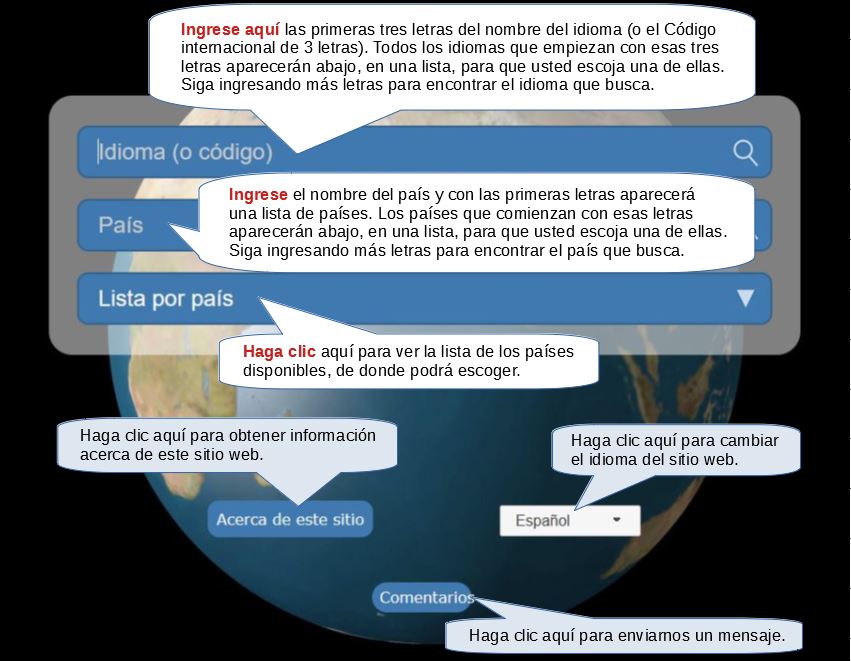 Ingrese aquí las primeras tres letras del nombre del idioma (o el Código
internacional de 3 letras). Todos los idiomas que empiezan con esas tres
letras aparecerán abajo, en una lista, para que usted escoja una de ellas.
Siga ingresando más letras para encontrar el idioma que busca.
Idioma (o código)
Ingrese el nombre del país y con las primeras letras aparecerá
una lista de países. Los países que comienzan con esas letras
aparecerán abajo, en una lista, para que usted escoja una de ellas.
Siga ingresando más letras para encontrar el país que busca.
País
Lista por país
Haga clic aquí para ver la lista de los países
disponibles, de donde podrá escoger.
Haga clic aquí para obtener información
acerca de este sitio web.
Haga clic aquí para cambiar
el idioma del sitio web.
Acerca de este sitio
Español
Comentarios
Haga clic aquí para enviarnos un mensaje.